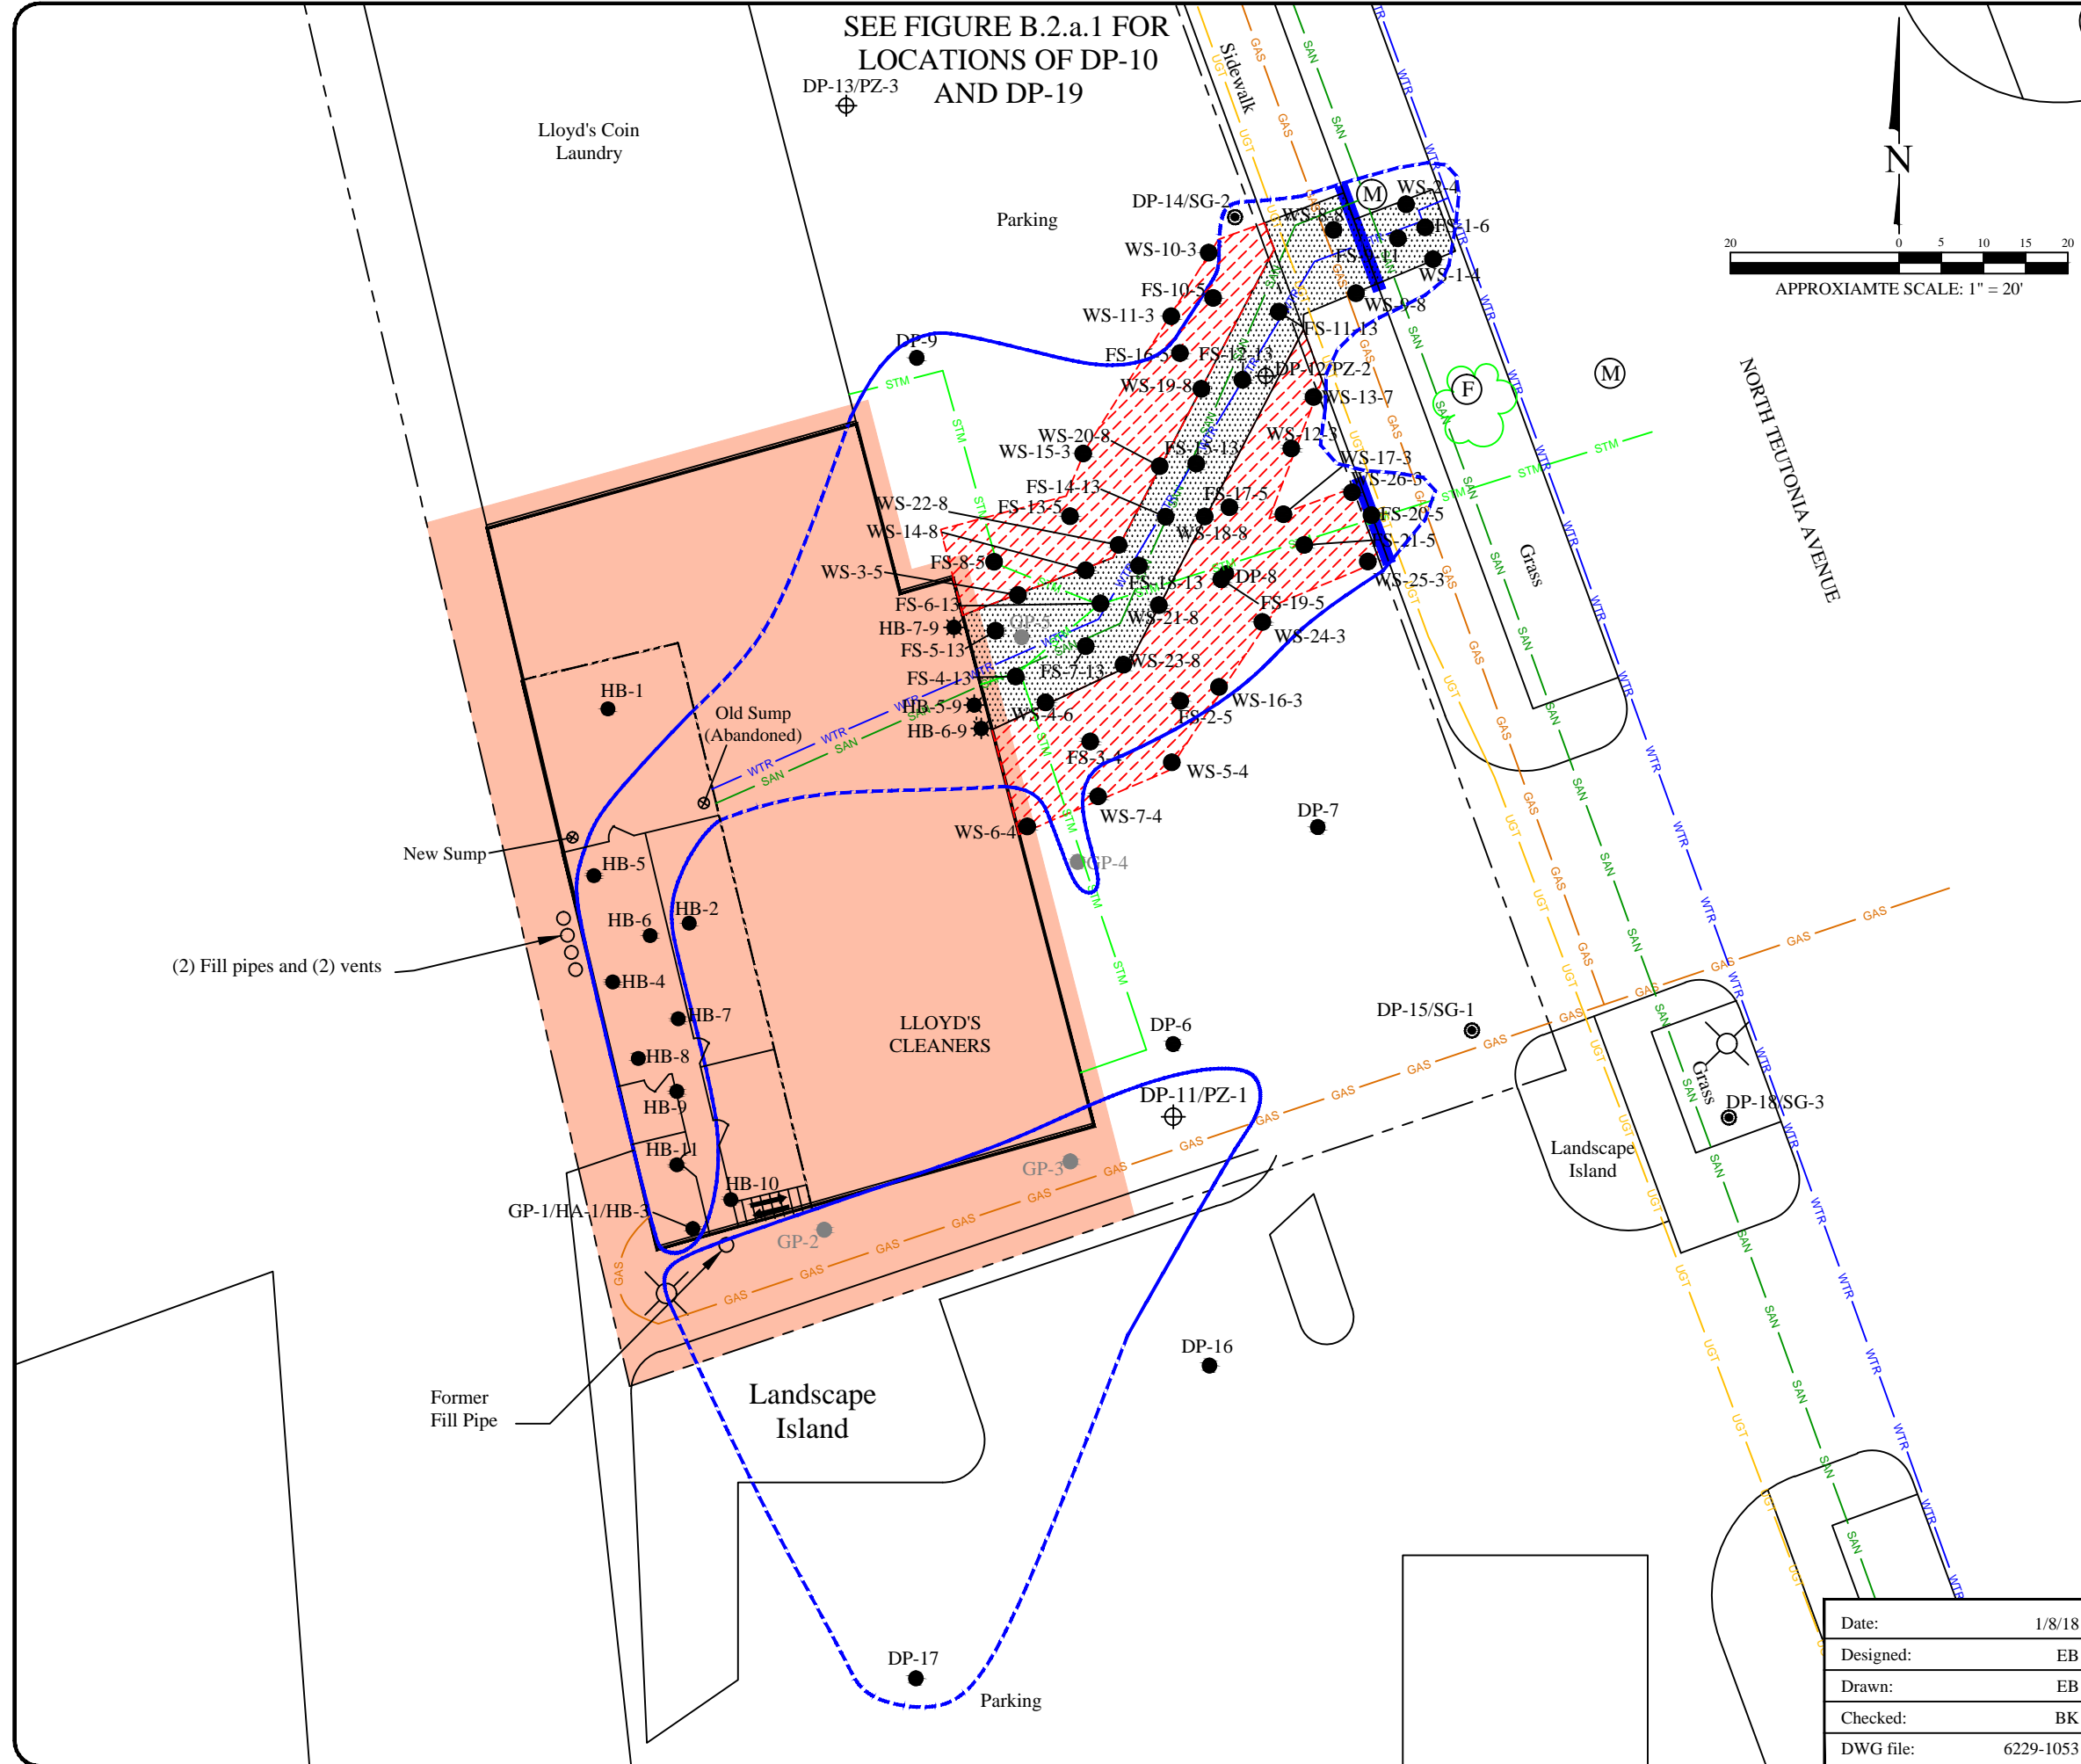 SEE FIGURE B.2.a.1 FOR
LOCATIONS OF DP-10
AND DP-19
DP-13/PZ-3
Lloyd's Coin
Laundry
Parking
Sidewalk
N
20
0
5
10
15
20
APPROXIAMTE SCALE: 1" = 20'
NORTH TEUTONIA AVENUE
DP-14/SG-2
WS-10-3
FS-10-5
WS-11-3
WS-8-8
M
WS-2-4
FS-1-6
WS-1-4
WS-9-8
FS-11-13
DP-9
FS-16-5
FS-12-13
DP-12/PZ-2
WS-19-8
WS-13-7
F
M
WS-20-8
WS-15-3
FS-15-13
WS-12-3
WS-17-3
WS-26-3
FS-14-13
FS-17-5
WS-22-8
FS-13-5
FS-20-5
WS-14-8
WS-18-8
FS-21-5
FS-8-5
WS-3-5
DP-8
WS-25-3
FS-18-13
FS-6-13
FS-19-5
WS-21-8
HB-7-9
GP-5
WS-24-3
FS-5-13
FS-7-13
WS-23-8
FS-4-13
HB-5-9
WS-4-6
WS-16-3
FS-2-5
HB-6-9
FS-3-4
WS-5-4
WS-7-4
WS-6-4
DP-7
GP-4
Grass
HB-1
Old Sump
(Abandoned)
New Sump
HB-5
HB-6
HB-2
(2) Fill pipes and (2) vents
HB-4
HB-7
HB-8
HB-9
HB-11
HB-10
GP-1/HA-1/HB-3
LLOYD'S
CLEANERS
DP-6
DP-15/SG-1
DP-11/PZ-1
GP-3
GP-2
Grass
DP-18/SG-3
Landscape
Island
Former
Fill Pipe
Landscape
Island
DP-16
DP-17
Parking
GAS
SAN
WTR
UGT
STM
Date: 1/8/18
Designed: EB
Drawn: EB
Checked: BK
DWG file: 6229-1053